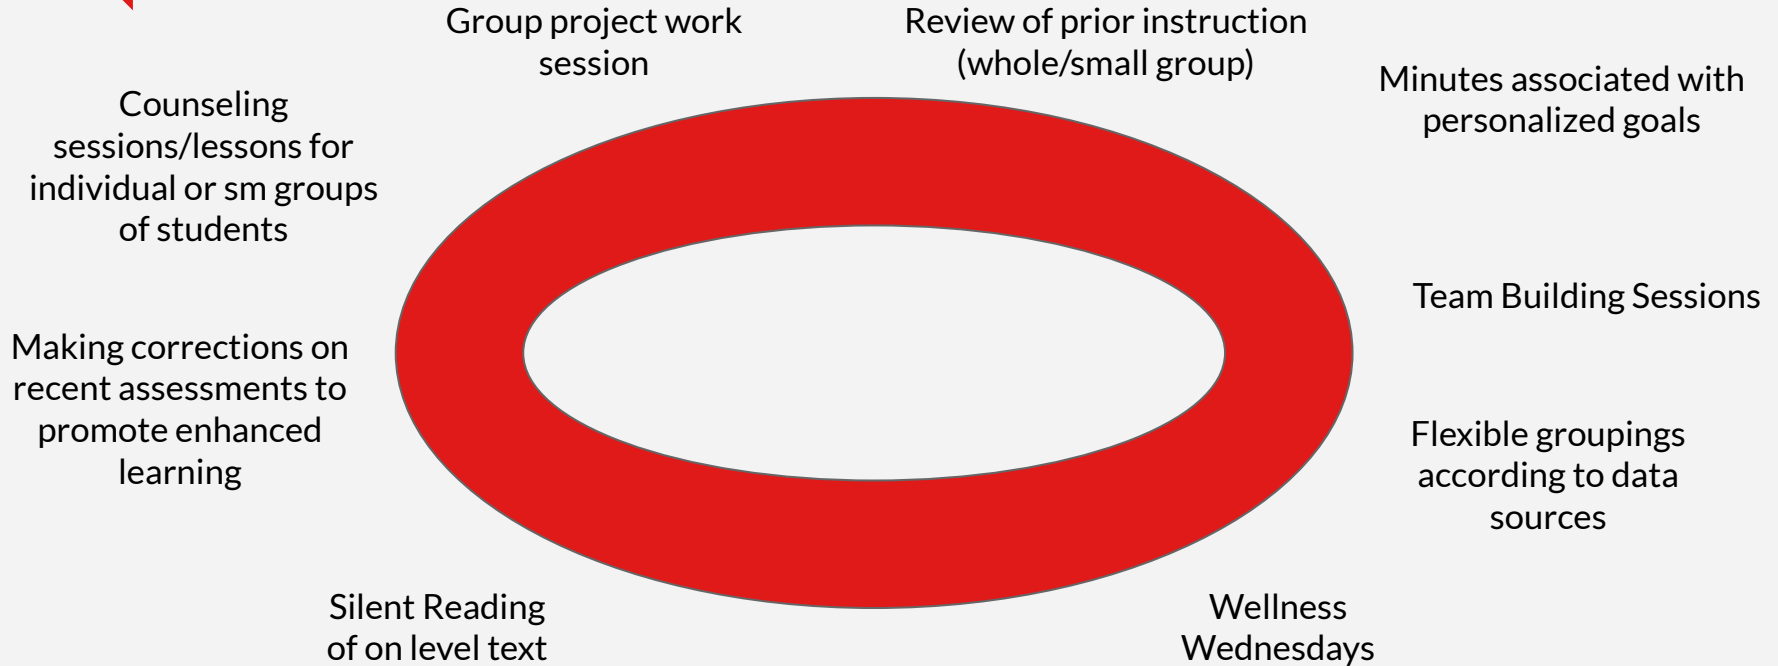 Group project work
session
Review of prior instruction
(whole/small group)
Minutes associated with
personalized goals
Counseling
sessions/lessons for
individual or sm groups
of students
Team Building Sessions
Making corrections on
recent assessments to
promote enhanced
learning
Flexible groupings
according to data
sources
Silent Reading
of on level text
Wellness
Wednesdays